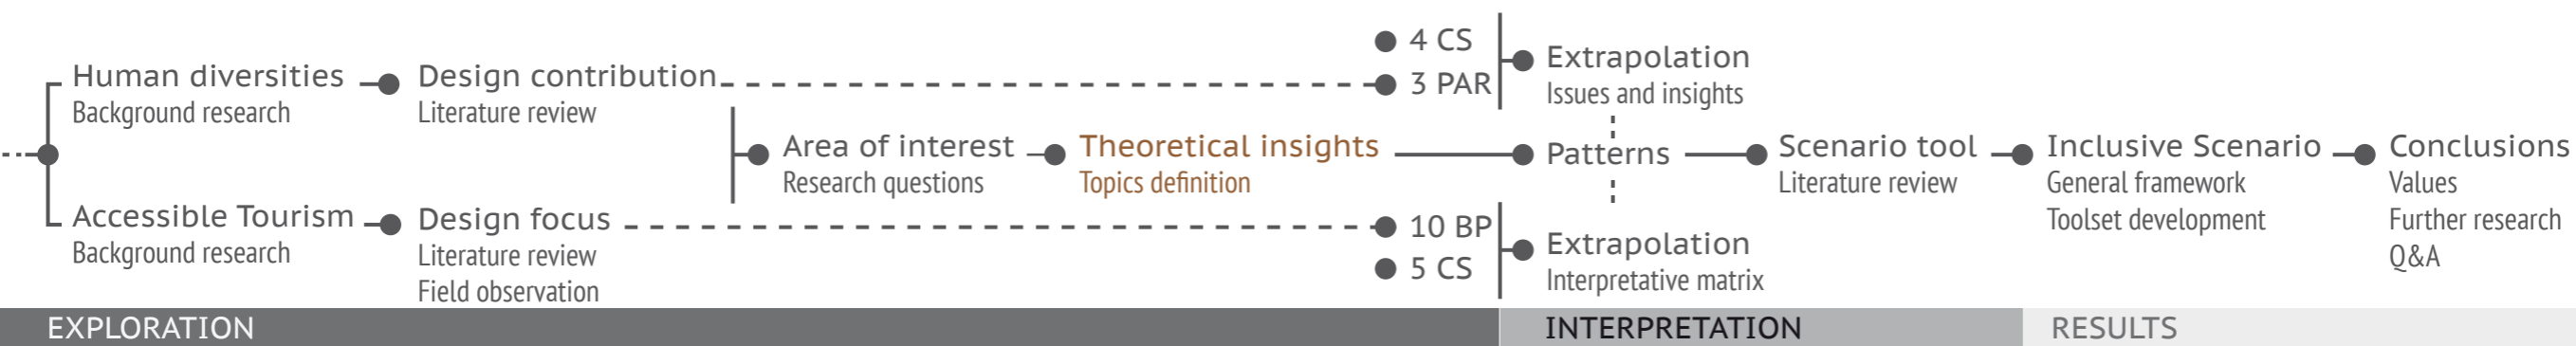 Human diversities
Background research
Design contribution
Literature review
4 CS
3 PAR
Extrapolation
Issues and insights
Area of interest
Research questions
Theoretical insights
Topics definition
Patterns
Scenario tool
Literature review
Inclusive Scenario
General framework
Toolset development
Conclusions
Values
Further research
Q&A
Accessible Tourism
Background research
Design focus
Literature review
Field observation
10 BP
5 CS
Extrapolation
Interpretative matrix
EXPLORATION
INTERPRETATION
RESULTS